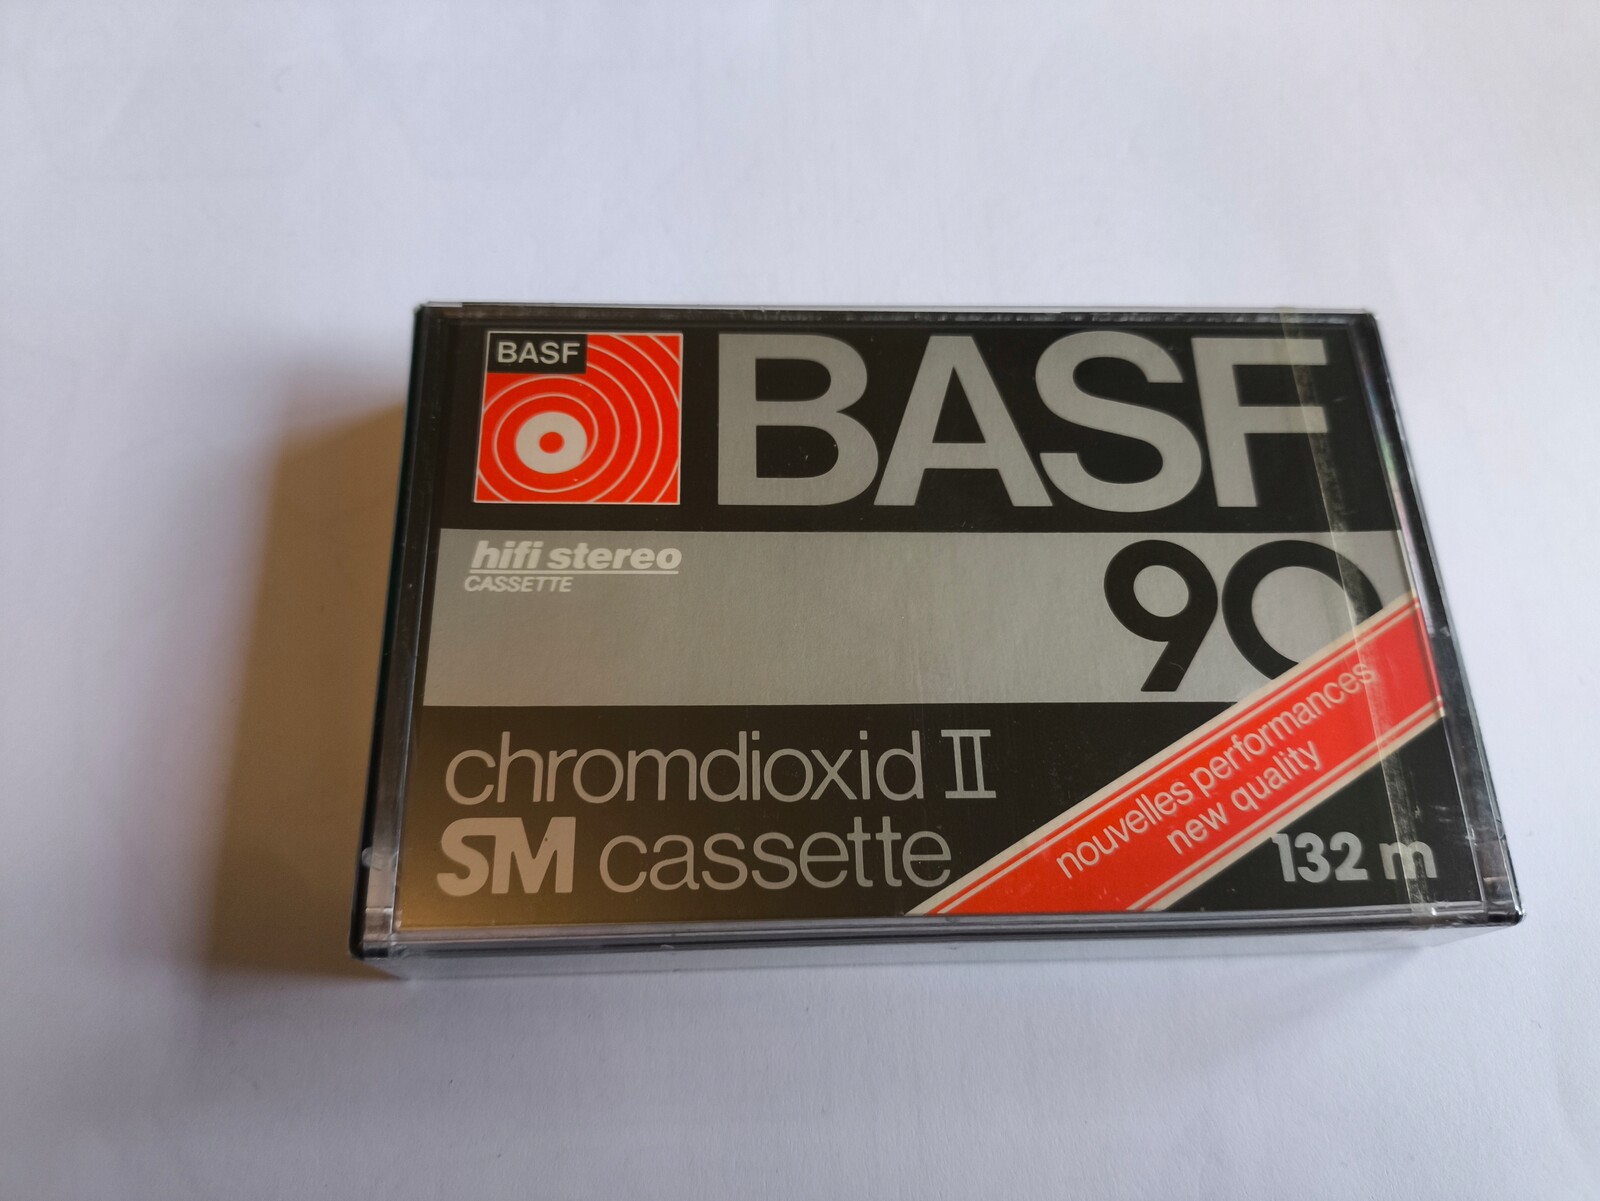 BASF
BASF
hifi stereo
CASSETTE
90
chromdioxid II
SM cassette
nouvelles performances
new quality
132 m